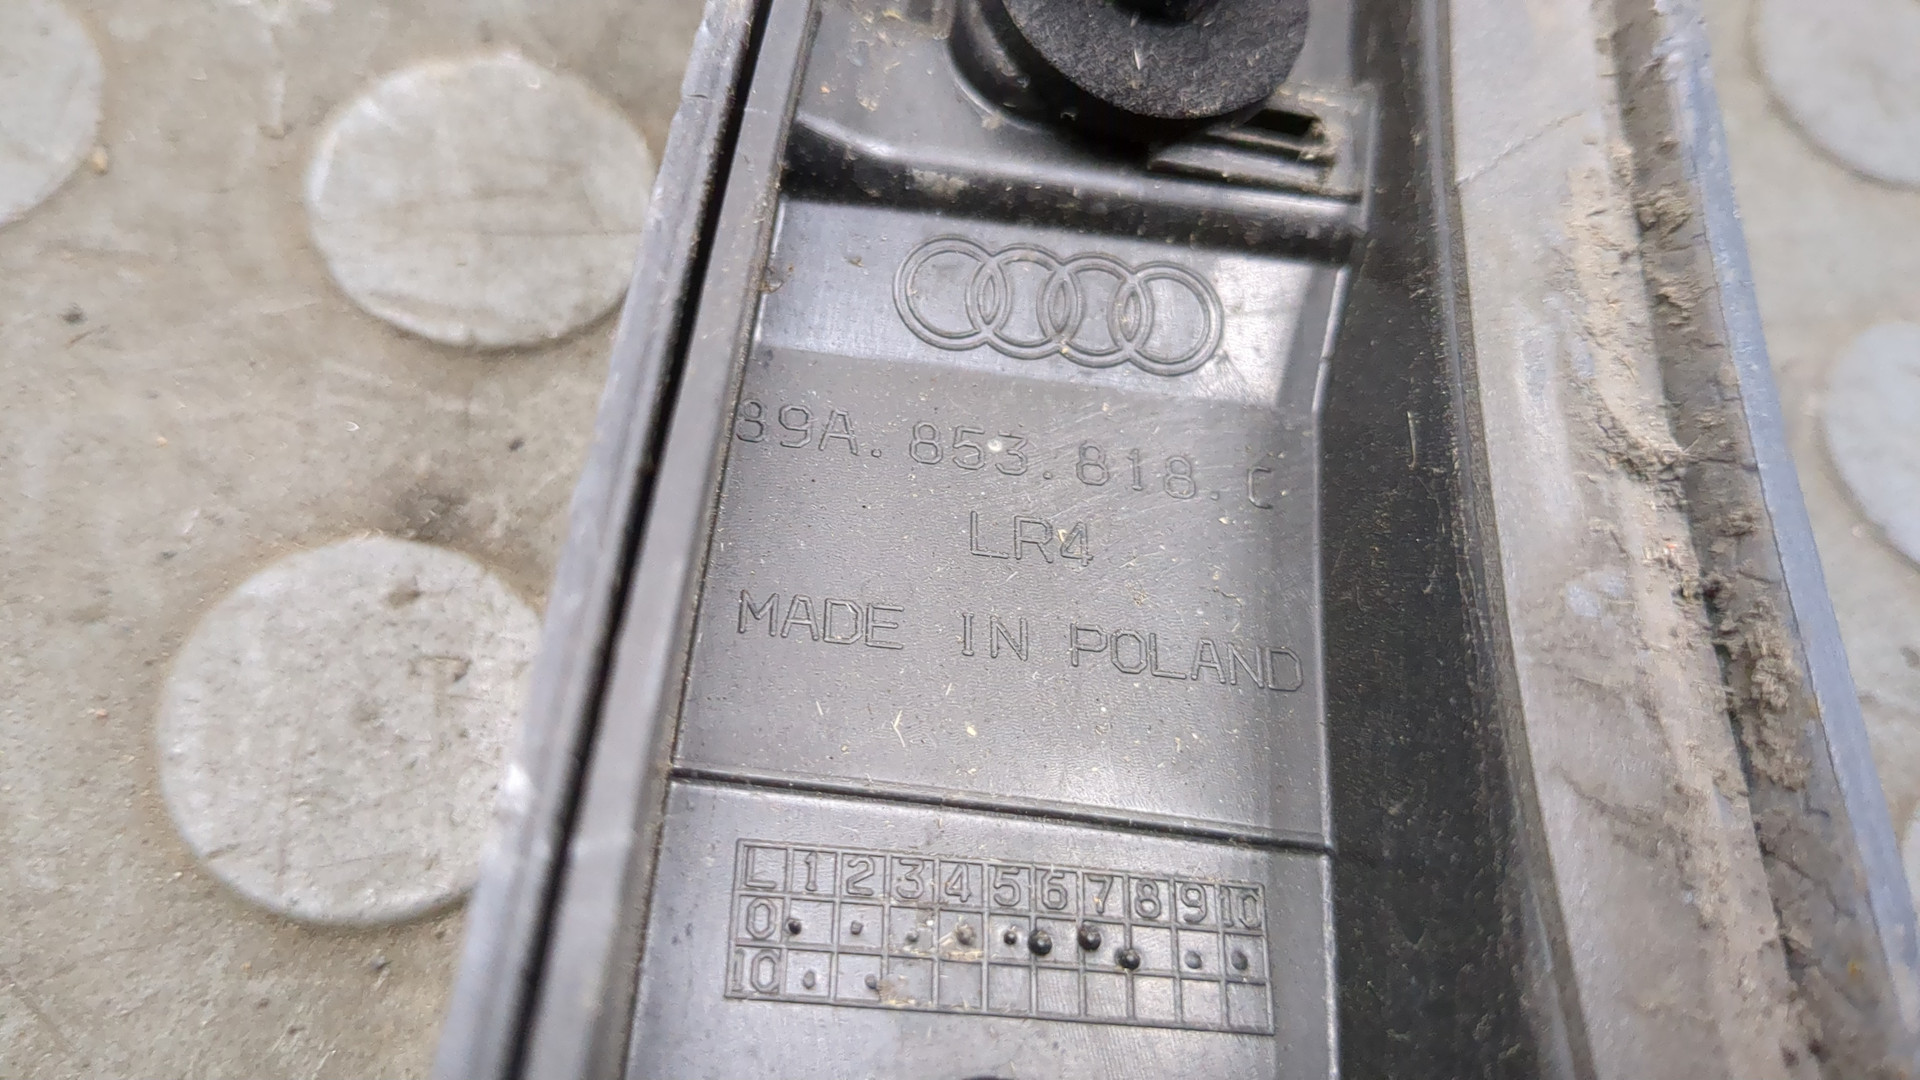 89A.853.818.C
LR4
MADE IN POLAND
L 1 2 3 4 5 6 7 8 9 10
0
10